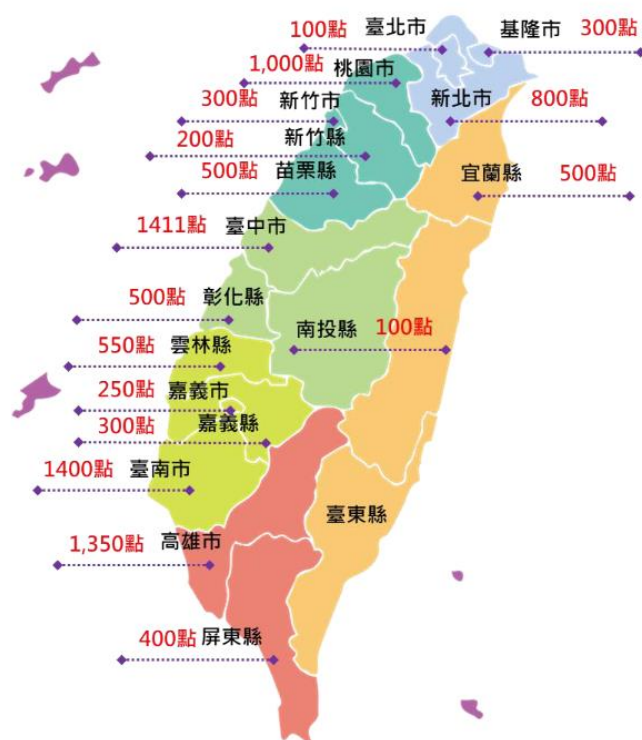 100點 臺北市
基隆市 300點
1,000點 桃園市
300點 新竹市
新北市 800點
200點 新竹縣
500點 苗栗縣
宜蘭縣 500點
1411點 臺中市
500點 彰化縣
南投縣 100點
550點 雲林縣
250點 嘉義市
300點 嘉義縣
1400點 臺南市
臺東縣
1,350點 高雄市
400點 屏東縣